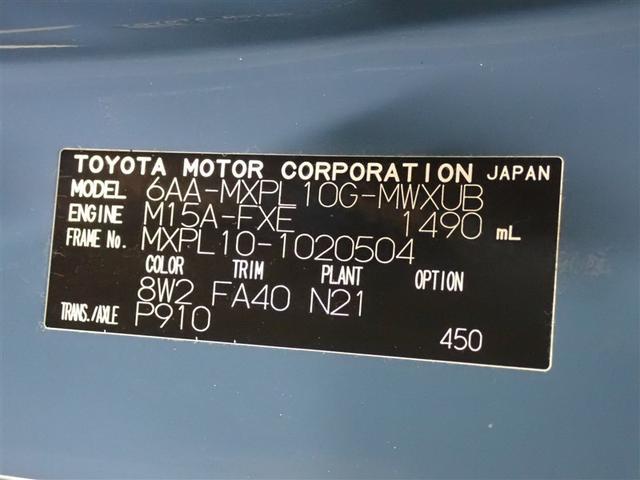 TOYOTA MOTOR CORPORATION JAPAN
MODEL 6AA-MXPL10G-MWXUB
ENGINE M15A-FXE 1490 mL
FRAME No. MXPL10-1020504
COLOR TRIM PLANT OPTION
8W2 FA40 N21
TRANS./AXLE P910
450